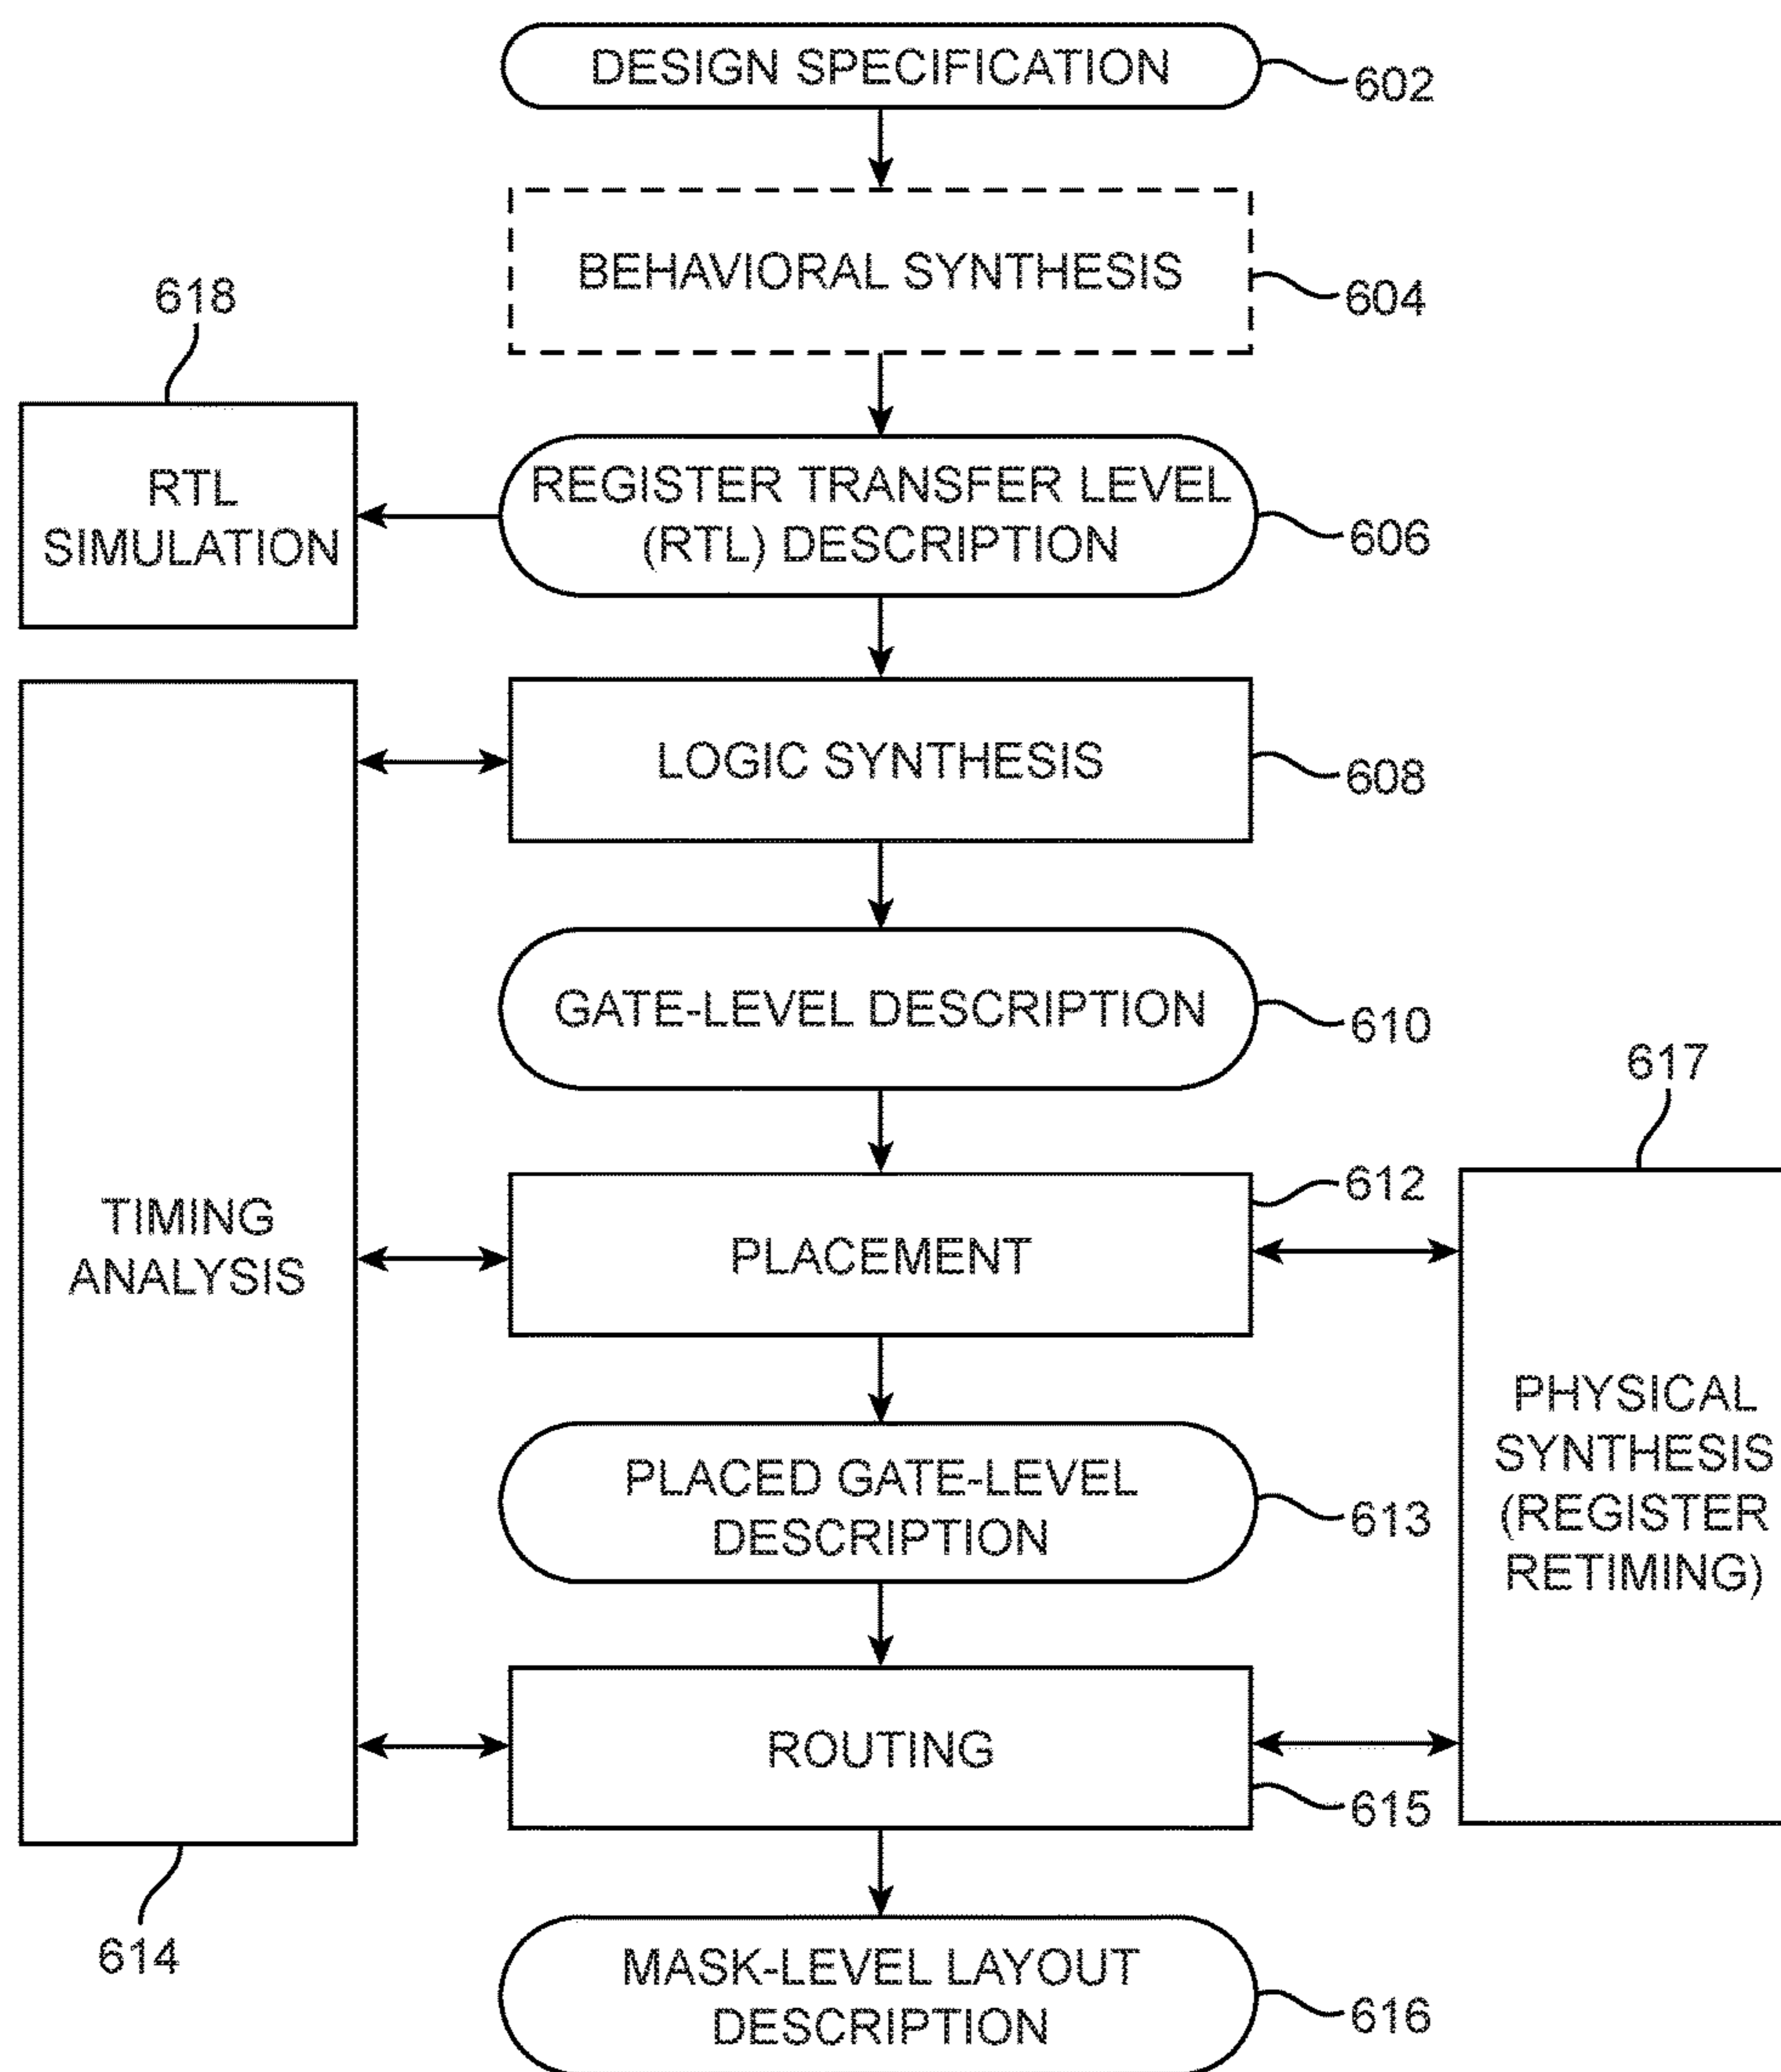 DESIGN SPECIFICATION
602
BEHAVIORAL SYNTHESIS
604
618
RTL
SIMULATION
REGISTER TRANSFER LEVEL
(RTL) DESCRIPTION
606
LOGIC SYNTHESIS
608
GATE-LEVEL DESCRIPTION
610
617
TIMING
ANALYSIS
612
PLACEMENT
PHYSICAL
SYNTHESIS
(REGISTER
RETIMING)
PLACED GATE-LEVEL
DESCRIPTION
613
ROUTING
615
614
MASK-LEVEL LAYOUT
DESCRIPTION
616